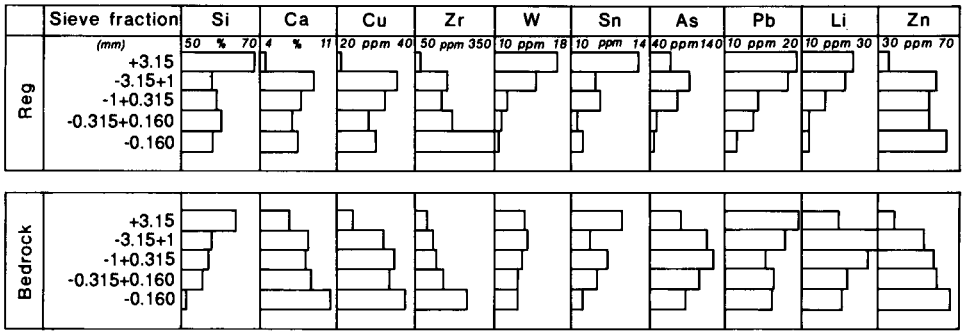 Sieve fraction Si Ca Cu Zr W Sn As Pb Li Zn
(mm) 50 % 70 4 % 11 20 ppm 40 50 ppm 350 10 ppm 18 10 ppm 14 40 ppm 140 10 ppm 20 10 ppm 30 30 ppm 70
Reg
+3.15
-3.15+1
-1+0.315
-0.315+0.160
-0.160
Bedrock
+3.15
-3.15+1
-1+0.315
-0.315+0.160
-0.160